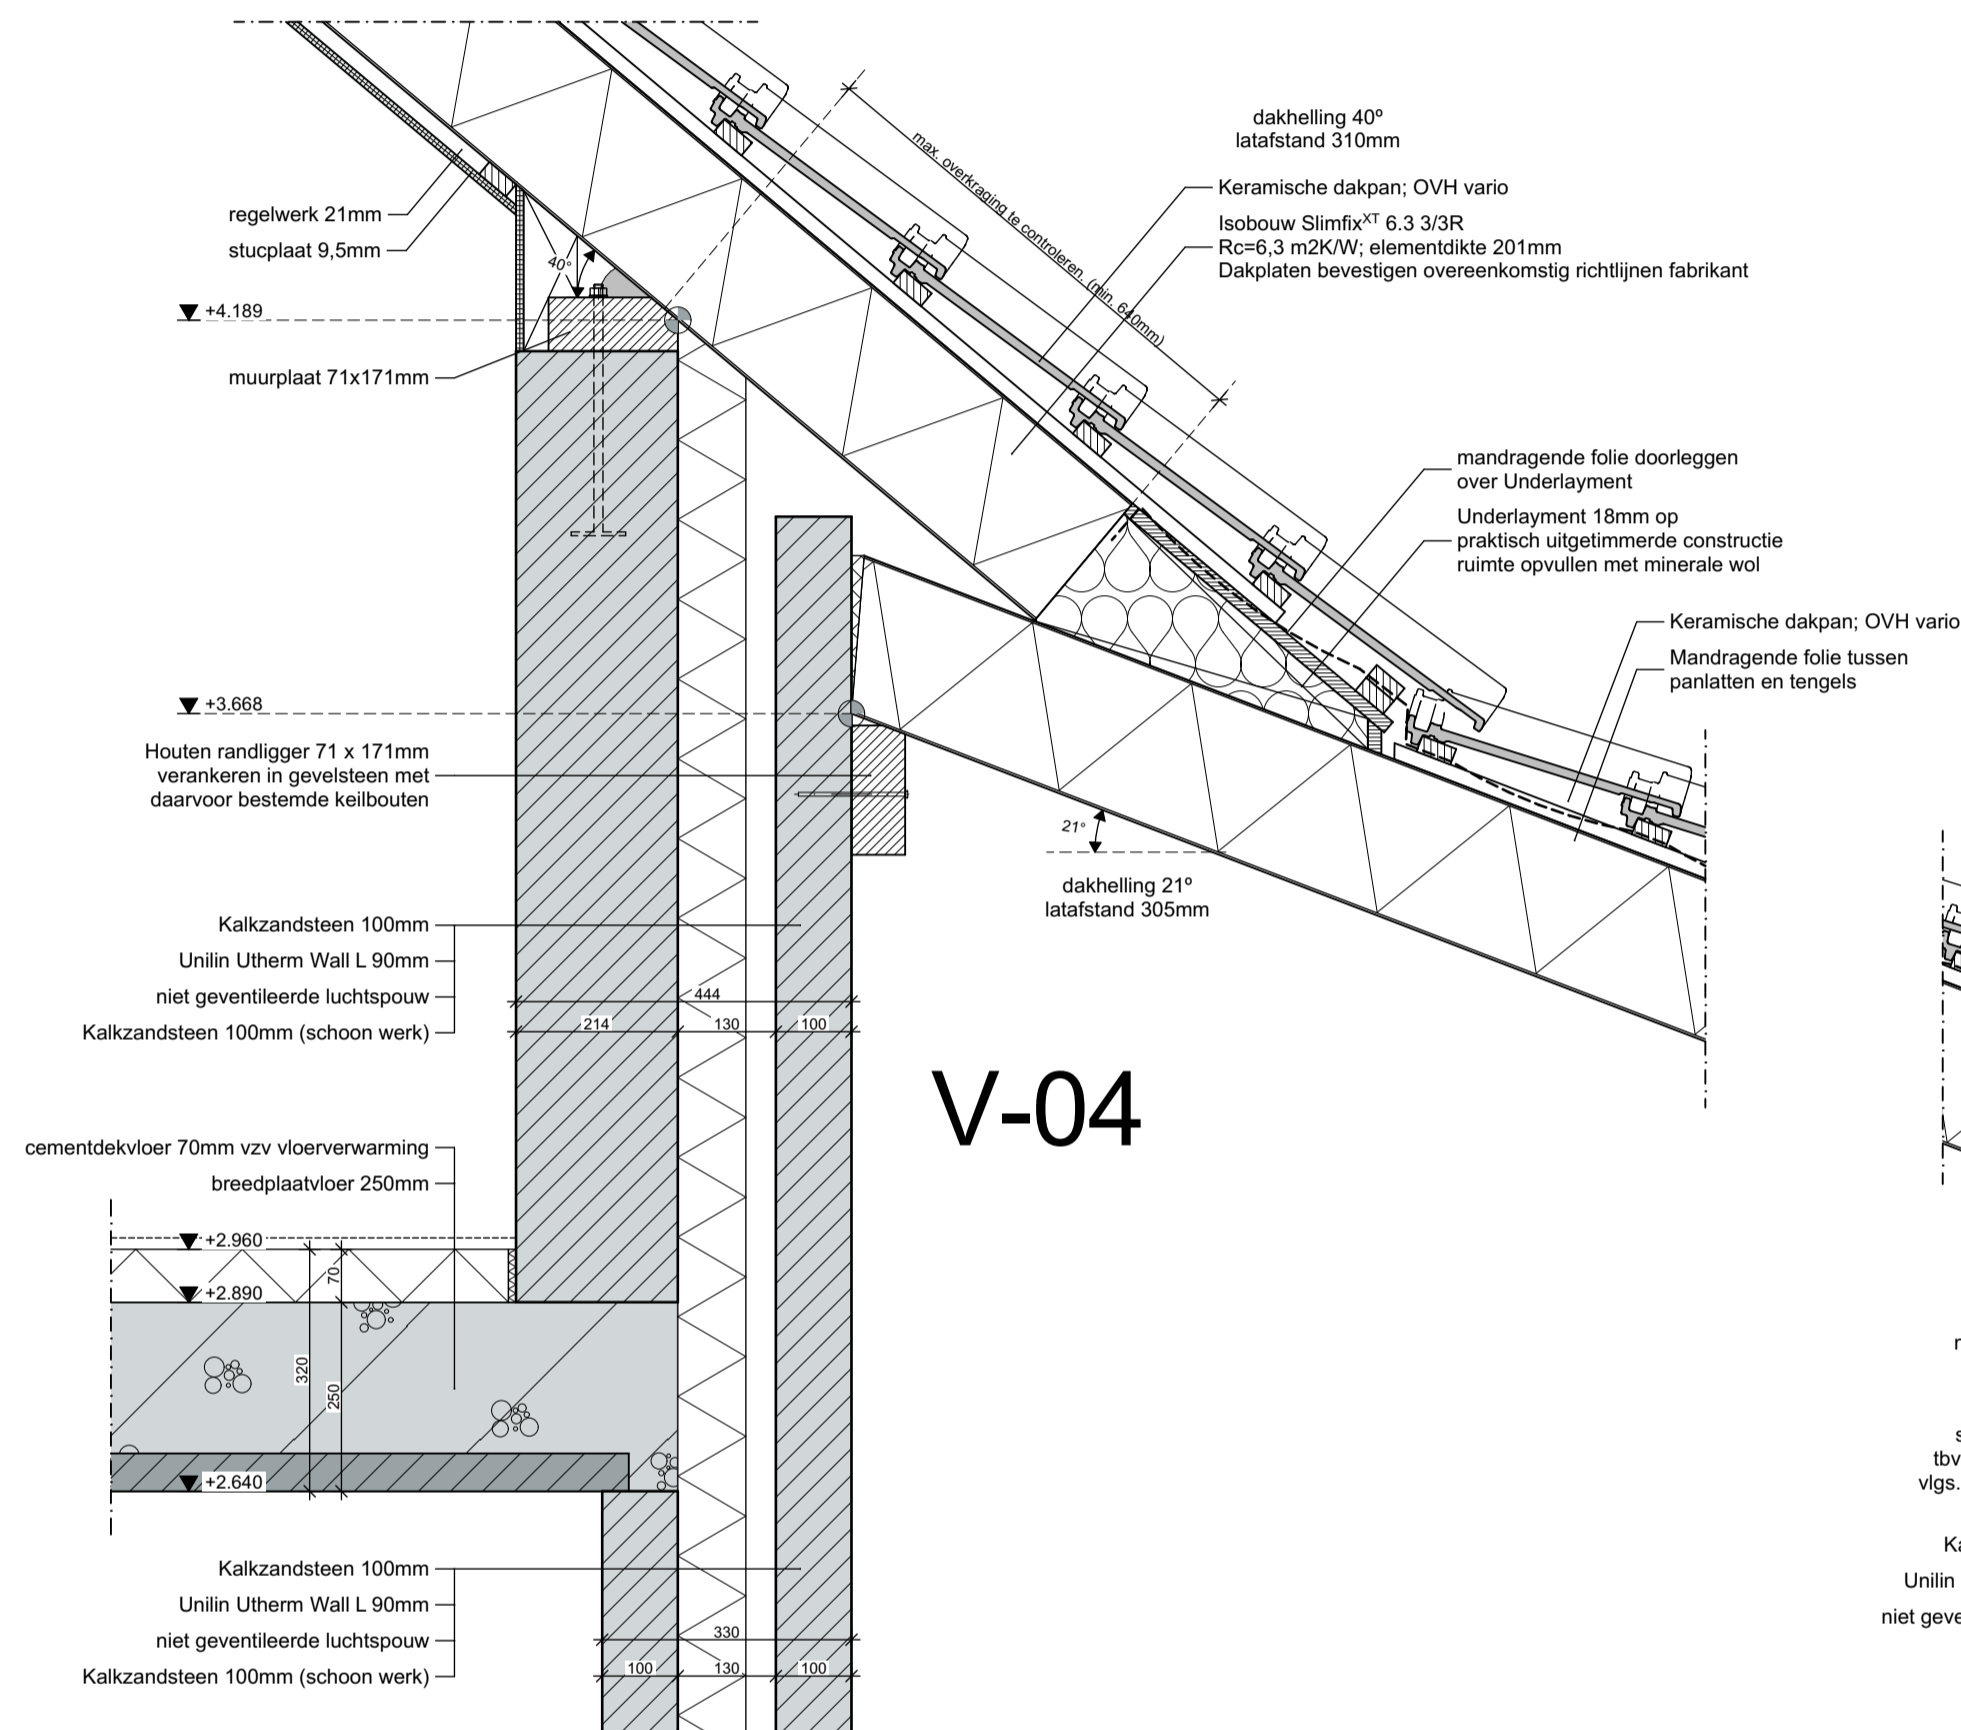 dakhelling 40º
latafstand 310mm
max. overkraging te controleren. (min. 640mm)
Keramische dakpan; OVH vario
Isobouw SlimfixXT 6.3 3/3R
Rc=6,3 m2K/W; elementdikte 201mm
Dakplaten bevestigen overeenkomstig richtlijnen fabrikant
regelwerk 21mm
stucplaat 9,5mm
40°
+4.189
muurplaat 71x171mm
mandragende folie doorleggen
over Underlayment
Underlayment 18mm op
praktisch uitgetimmerde constructie
ruimte opvullen met minerale wol
Keramische dakpan; OVH vario
Mandragende folie tussen
panlatten en tengels
+3.668
Houten randligger 71 x 171mm
verankeren in gevelsteen met
daarvoor bestemde keilbouten
21°
dakhelling 21º
latafstand 305mm
Kalkzandsteen 100mm
Unilin Utherm Wall L 90mm
niet geventileerde luchtspouw
Kalkzandsteen 100mm (schoon werk)
444
214 130 100
V-04
cementdekvloer 70mm vzv vloerverwarming
breedplaatvloer 250mm
+2.960
70
+2.890
320
250
+2.640
Kalkzandsteen 100mm
Unilin Utherm Wall L 90mm
niet geventileerde luchtspouw
Kalkzandsteen 100mm (schoon werk)
330
100 130 100
tbv
vlgs.
Unilin